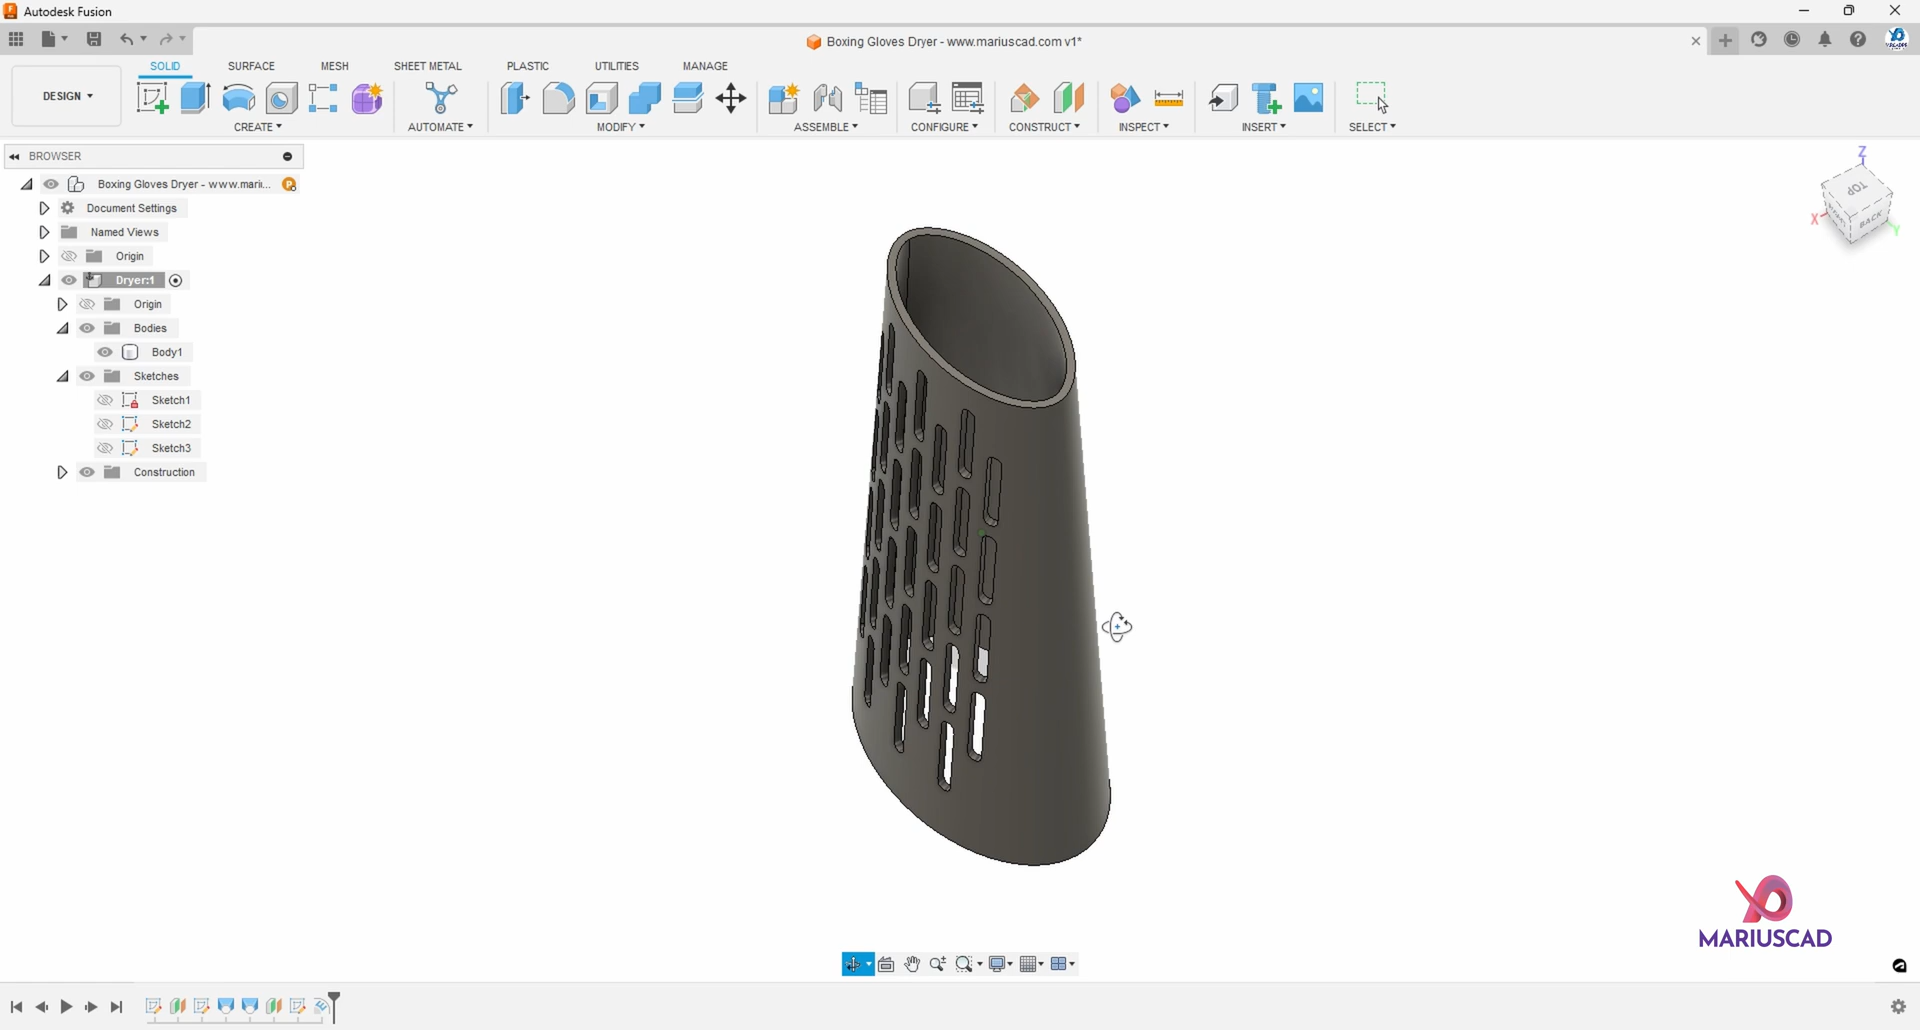 Autodesk Fusion
Boxing Gloves Dryer - www.mariuscad.com v1*
SOLID SURFACE MESH SHEET METAL PLASTIC UTILITIES MANAGE
DESIGN
CREATE AUTOMATE MODIFY ASSEMBLE CONFIGURE CONSTRUCT INSPECT INSERT SELECT
BROWSER
Boxing Gloves Dryer - www.mari...
Document Settings
Named Views
Origin
Dryer:1
Origin
Bodies
Body1
Sketches
Sketch1
Sketch2
Sketch3
Construction
Z
TOP
BACK
X
Y
MARIUSCAD